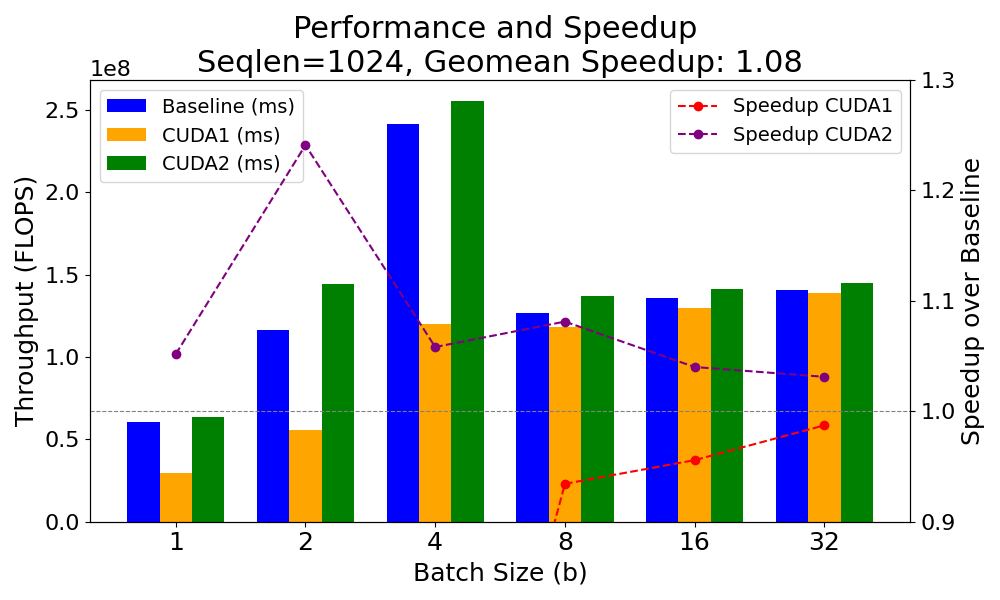 Performance and Speedup
Seqlen=1024, Geomean Speedup: 1.08
1e8
Baseline (ms)
CUDA1 (ms)
CUDA2 (ms)
Speedup CUDA1
Speedup CUDA2
Throughput (FLOPS)
2.5
2.0
1.5
1.0
0.5
0.0
1.3
1.2
1.1
1.0
0.9
Speedup over Baseline
1 2 4 8 16 32
Batch Size (b)